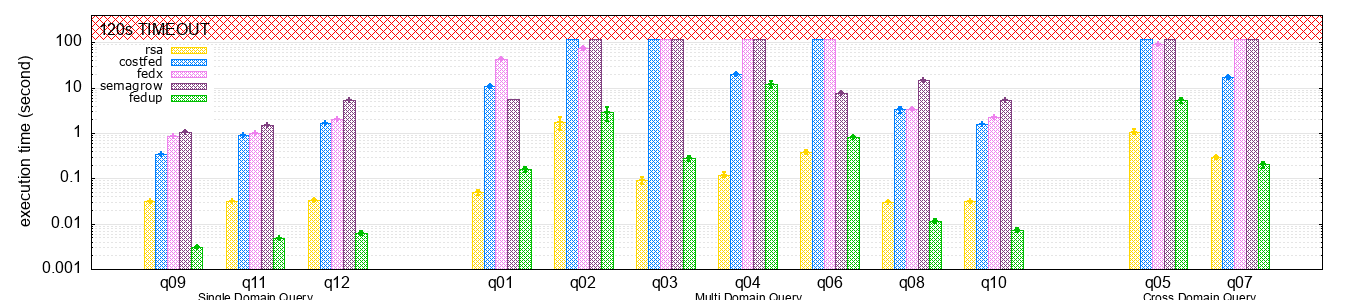 120s TIMEOUT
rsa
costfed
fedx
semagrow
fedup
execution time (second)
100
10
1
0.1
0.01
0.001
q09 q11 q12 q01 q02 q03 q04 q06 q08 q10 q05 q07
Single Domain Query Multi Domain Query Cross Domain Query